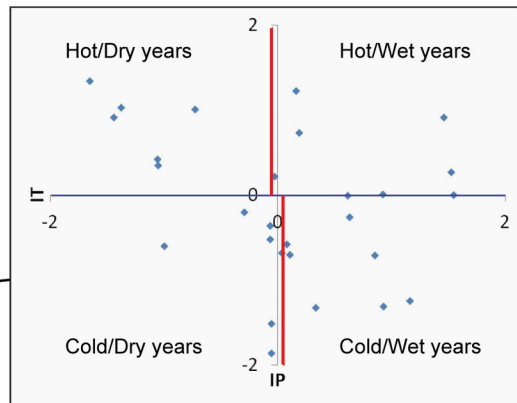 2
Hot/Dry years
Hot/Wet years
IT
-2
0
0
2
Cold/Dry years
Cold/Wet years
-2
IP